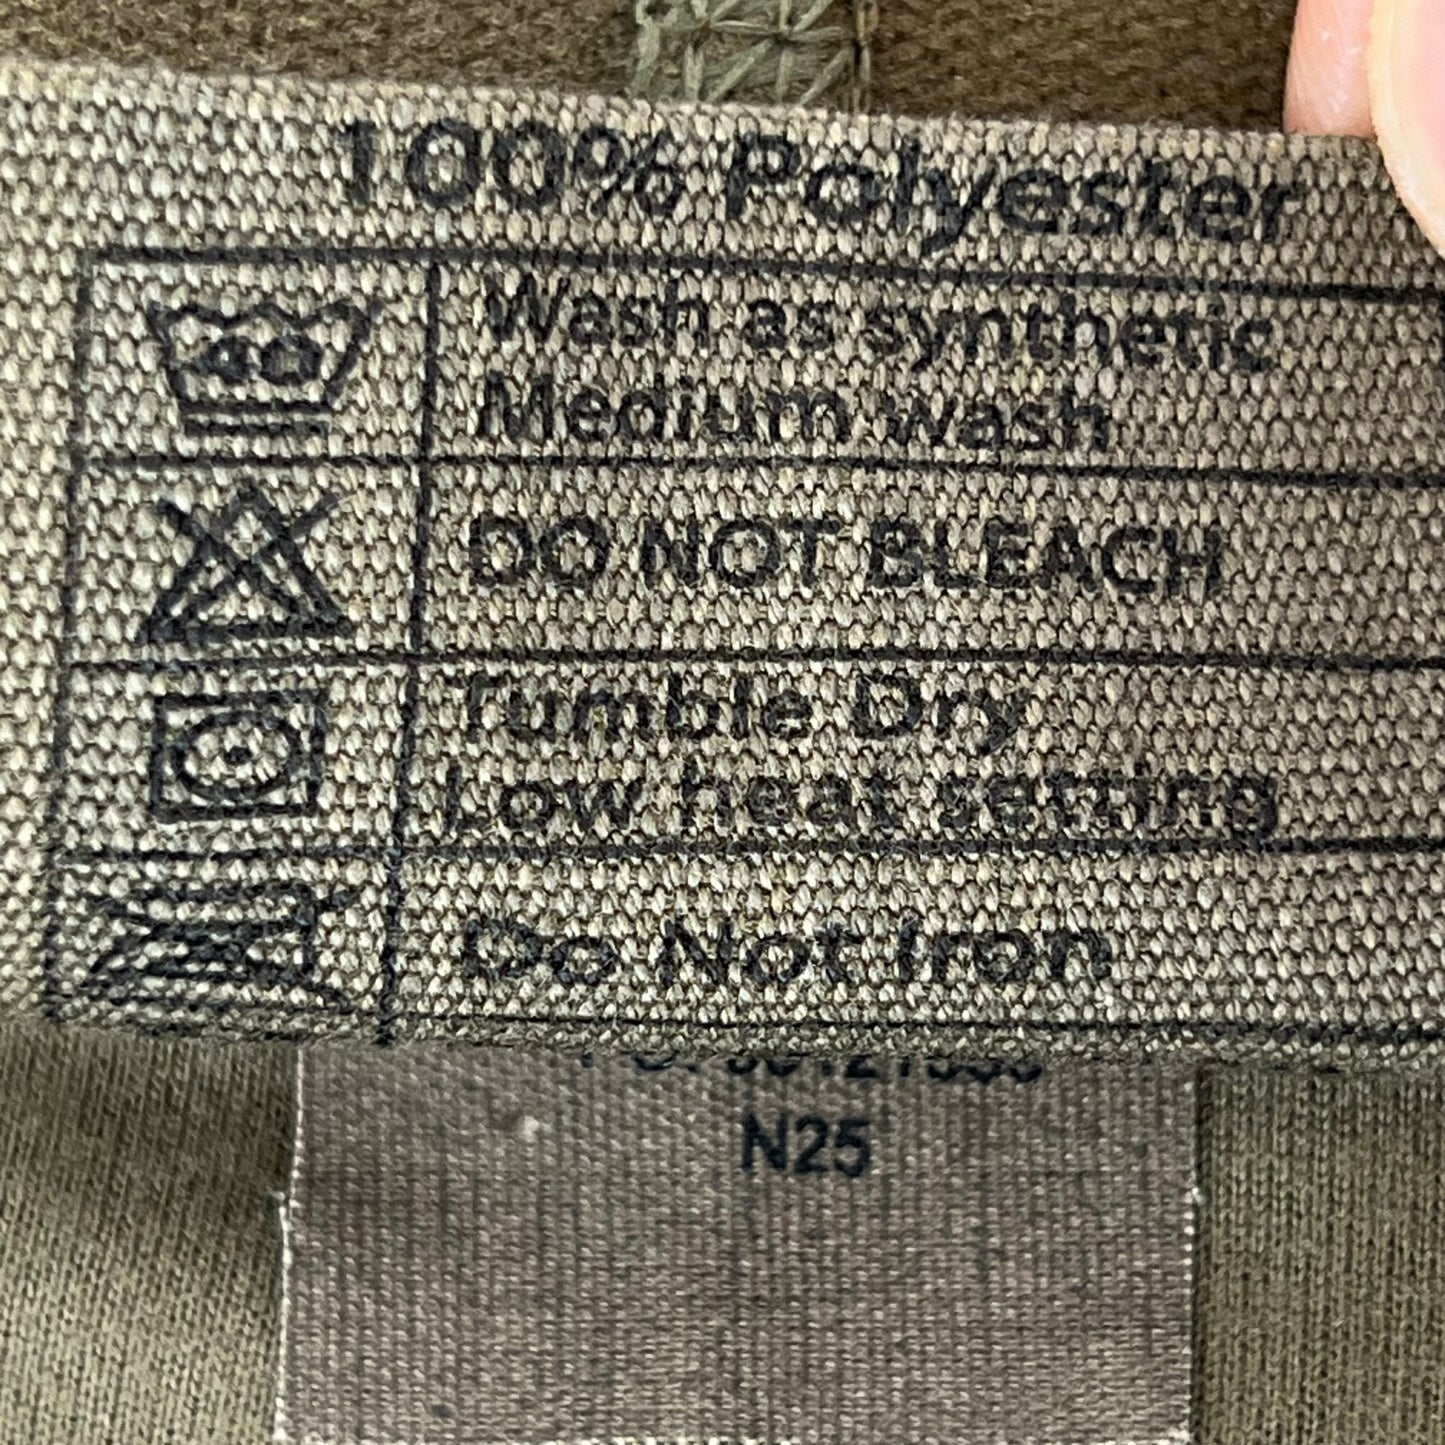 100% Polyester
40
Wash as synthetic
Medium wash
DO NOT BLEACH
Tumble Dry
Low heat setting
Do Not Iron
N25